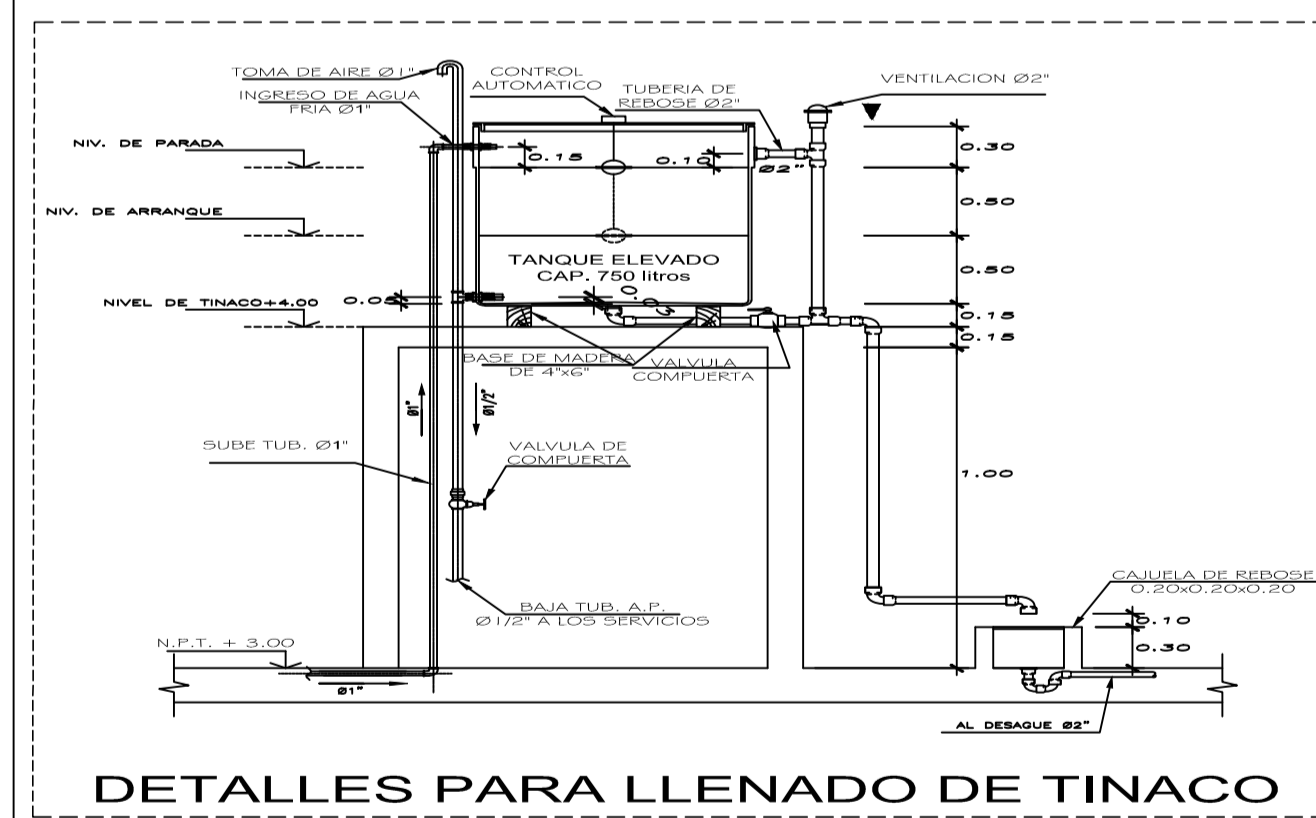 TOMA DE AIRE Ø1"
CONTROL
AUTOMATICO
TUBERIA DE
REBOSE Ø2"
VENTILACION Ø2"
INGRESO DE AGUA
FRIA Ø1"
NIV. DE PARADA
0.15
0.10
Ø2"
0.30
NIV. DE ARRANQUE
0.50
TANQUE ELEVADO
CAP. 750 litros
0.50
NIVEL DE TINACO+4.00
0.15
0.15
BASE DE MADERA
DE 4"x6"
VALVULA
COMPUERTA
Ø1"
Ø1/2"
SUBE TUB. Ø1"
VALVULA DE
COMPUERTA
1.00
CAJUELA DE REBOSE
0.20x0.20x0.20
BAJA TUB. A.P.
Ø1/2" A LOS SERVICIOS
0.10
0.30
N.P.T. + 3.00
Ø1"
AL DESAGUE Ø2"
DETALLES PARA LLENADO DE TINACO